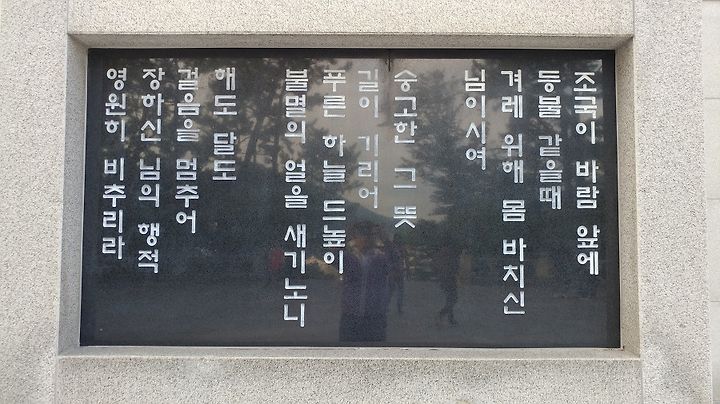 조국이 바람 앞에
등불 같을때
겨레 위해 몸 바치신
님이시여
숭고한 그 뜻
길이 기리어
푸른 하늘 드높이
불멸의 얼을 새기노니
해도 달도
걸음을 멈추어
장하신 님의 행적
영원히 비추리라